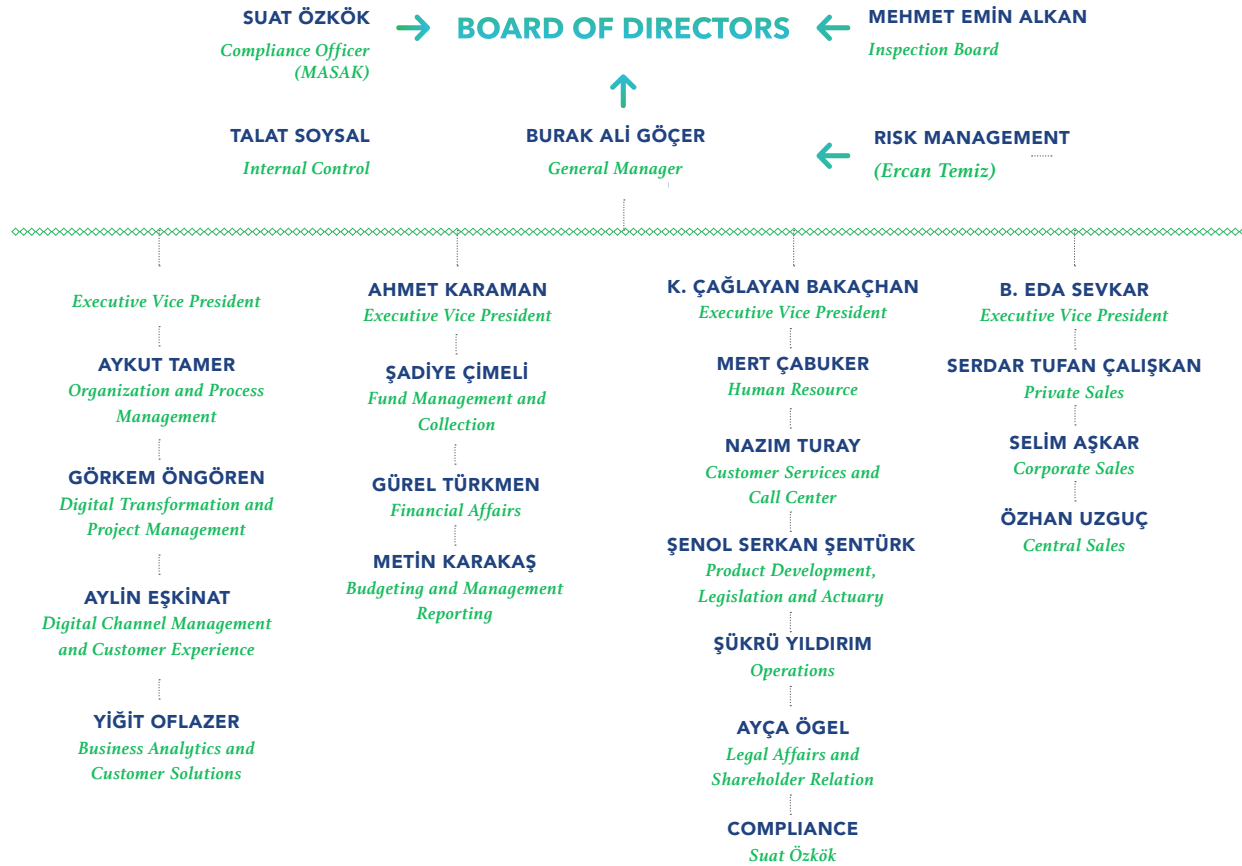 SUAT ÖZKÖK
Compliance Officer
(MASAK)
BOARD OF DIRECTORS
MEHMET EMIN ALKAN
Inspection Board
TALAT SOYSAL
Internal Control
BURAK ALİ GÖÇER
General Manager
RISK MANAGEMENT
(Ercan Temiz)
Executive Vice President
AYKUT TAMER
Organization and Process
Management
GÖRKEM ÖNGÖREN
Digital Transformation and
Project Management
AYLİN EŞKİNAT
Digital Channel Management
and Customer Experience
YİĞİT OFLAZER
Business Analytics and
Customer Solutions
AHMET KARAMAN
Executive Vice President
ŞADİYE ÇİMELİ
Fund Management and
Collection
GÜREL TÜRKMEN
Financial Affairs
METİN KARAKAŞ
Budgeting and Management
Reporting
K. ÇAĞLAYAN BAKAÇHAN
Executive Vice President
MERT ÇABUKER
Human Resource
NAZIM TURAY
Customer Services and
Call Center
ŞENOL SERKAN ŞENTÜRK
Product Development,
Legislation and Actuary
ŞÜKRÜ YILDIRIM
Operations
AYÇA ÖGEL
Legal Affairs and
Shareholder Relation
COMPLIANCE
Suat Özkök
B. EDA SEVKAR
Executive Vice President
SERDAR TUFAN ÇALIŞKAN
Private Sales
SELİM AŞKAR
Corporate Sales
ÖZHAN UZGUÇ
Central Sales